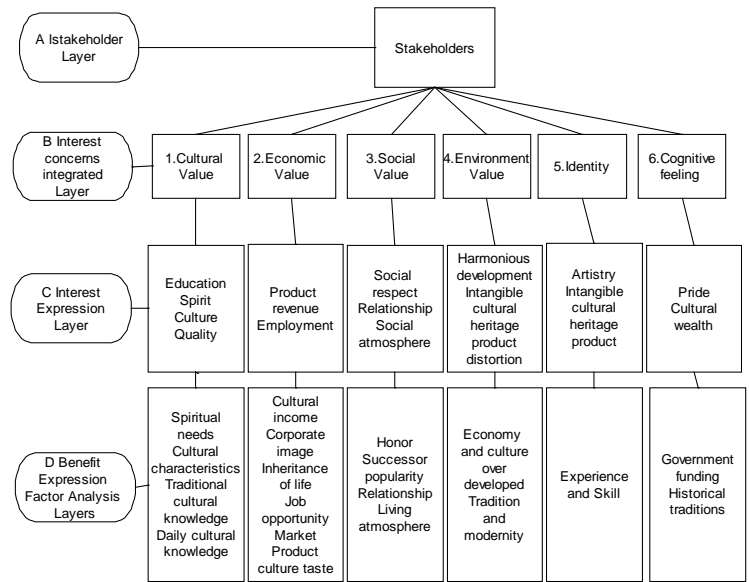 A Istakeholder
Layer
Stakeholders
B Interest
concerns
integrated
Layer
1.Cultural
Value
2.Economic
Value
3.Social
Value
4.Environment
Value
5.Identity
6.Cognitive
feeling
C Interest
Expression
Layer
Education
Spirit
Culture
Quality
Product
revenue
Employment
Social
respect
Relationship
Social
atmosphere
Harmonious
development
Intangible
cultural
heritage
product
distortion
Artistry
Intangible
cultural
heritage
product
Pride
Cultural
wealth
D Benefit
Expression
Factor Analysis
Layers
Spiritual
needs
Cultural
characteristics
Traditional
cultural
knowledge
Daily cultural
knowledge
Cultural
income
Corporate
image
Inheritance
of life
Job
opportunity
Market
Product
culture taste
Honor
Successor
popularity
Relationship
Living
atmosphere
Economy
and culture
over
developed
Tradition
and
modernity
Experience
and Skill
Government
funding
Historical
traditions